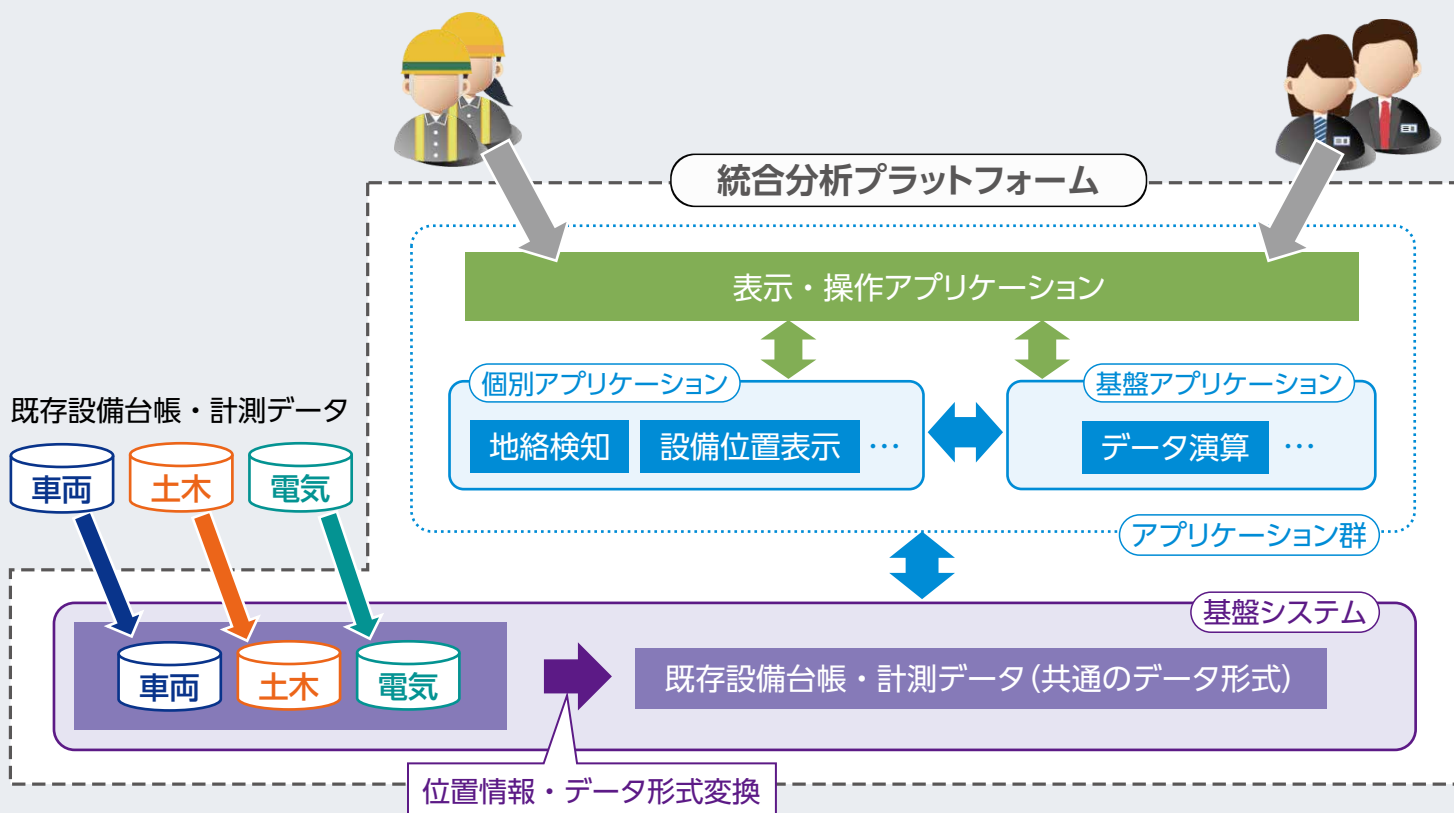 統合分析プラットフォーム
表示・操作アプリケーション
個別アプリケーション
基盤アプリケーション
既存設備台帳・計測データ
地絡検知
設備位置表示
…
データ演算
…
車両
土木
電気
アプリケーション群
基盤システム
車両
土木
電気
既存設備台帳・計測データ(共通のデータ形式)
位置情報・データ形式変換